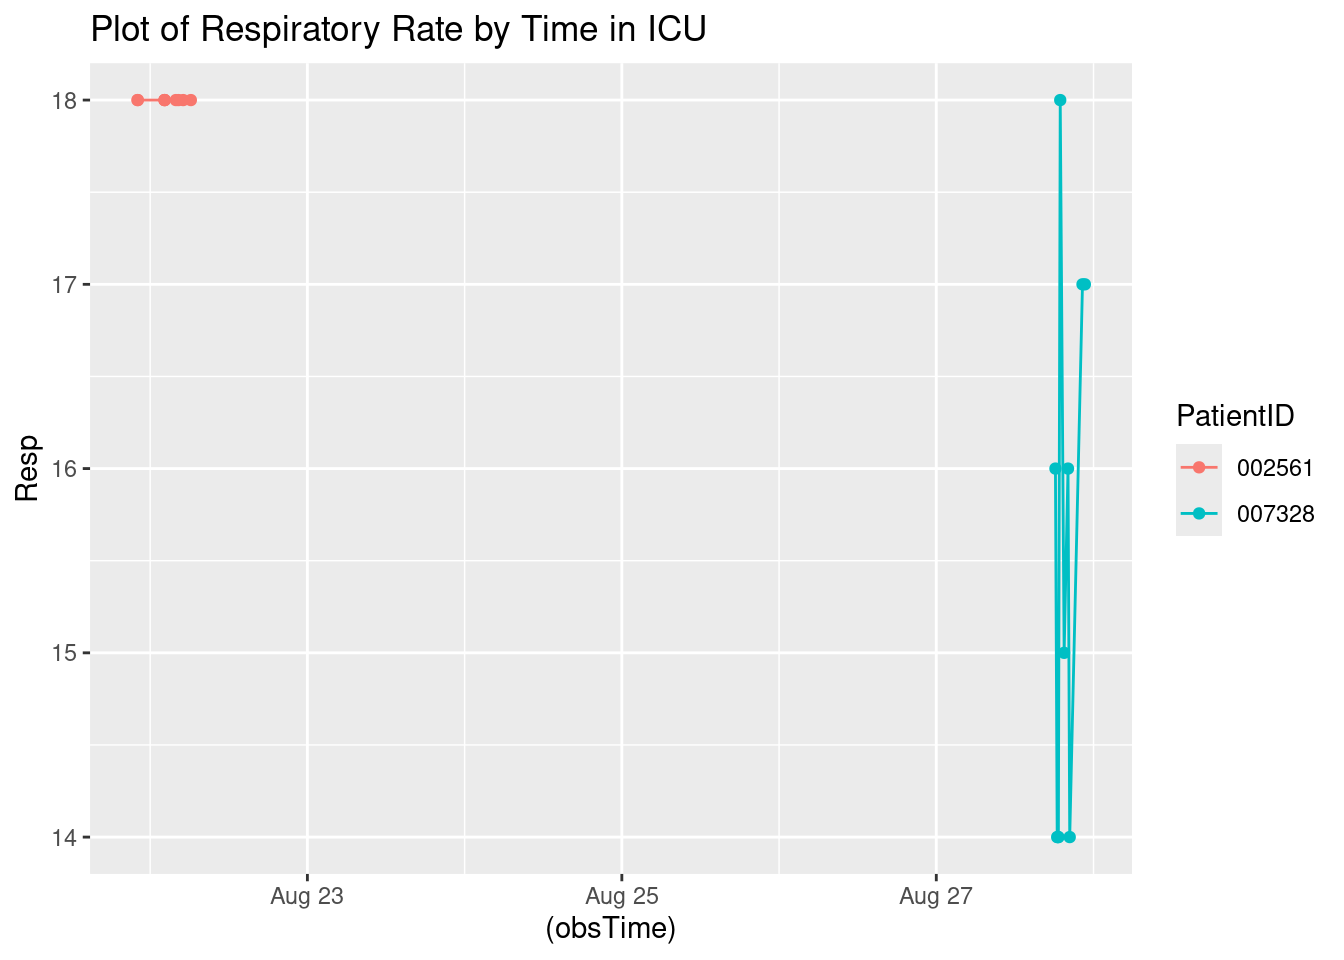 Plot of Respiratory Rate by Time in ICU
18
17
16
15
14
Resp
Aug 23
Aug 25
Aug 27
(obsTime)
PatientID
002561
007328